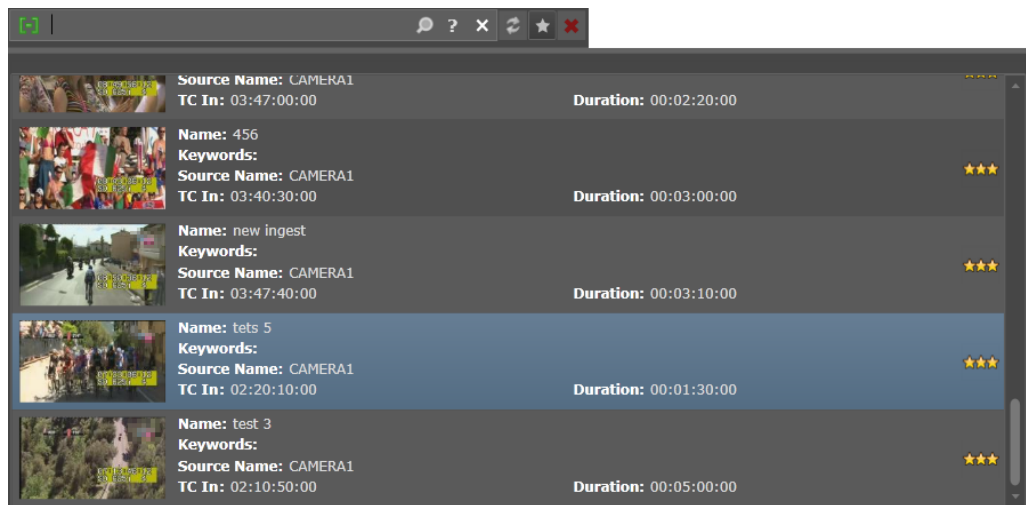 [-]
?
Source Name: CAMERA1
TC In: 03:47:00:00 Duration: 00:02:20:00
Name: 456
Keywords:
Source Name: CAMERA1
TC In: 03:40:30:00 Duration: 00:03:00:00
Name: new ingest
Keywords:
Source Name: CAMERA1
TC In: 03:47:40:00 Duration: 00:03:10:00
Name: tets 5
Keywords:
Source Name: CAMERA1
TC In: 02:20:10:00 Duration: 00:01:30:00
Name: test 3
Keywords:
Source Name: CAMERA1
TC In: 02:10:50:00 Duration: 00:05:00:00